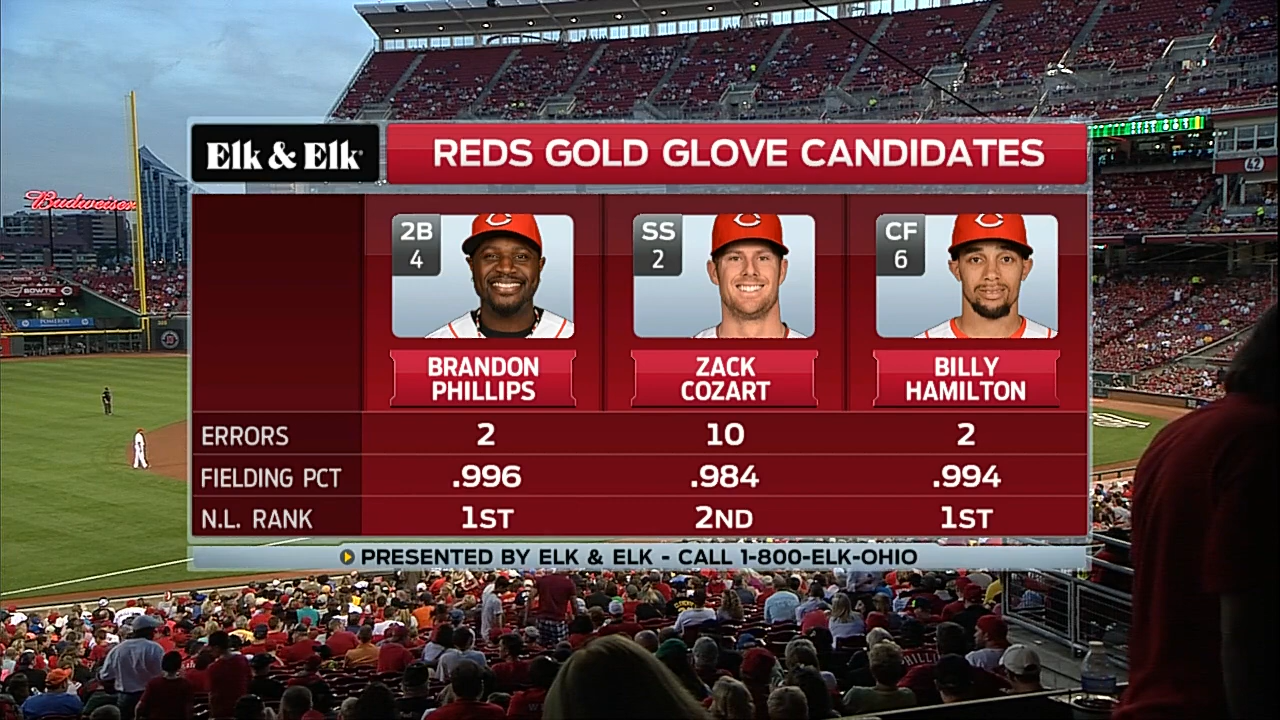 Elk & Elk
REDS GOLD GLOVE CANDIDATES
2B
4
SS
2
CF
6
BRANDON
PHILLIPS
ZACK
COZART
BILLY
HAMILTON
ERRORS 2 10 2
FIELDING PCT .996 .984 .994
N.L. RANK 1ST 2ND 1ST
PRESENTED BY ELK & ELK - CALL 1-800-ELK-OHIO
Budweiser
42
BOWTIE